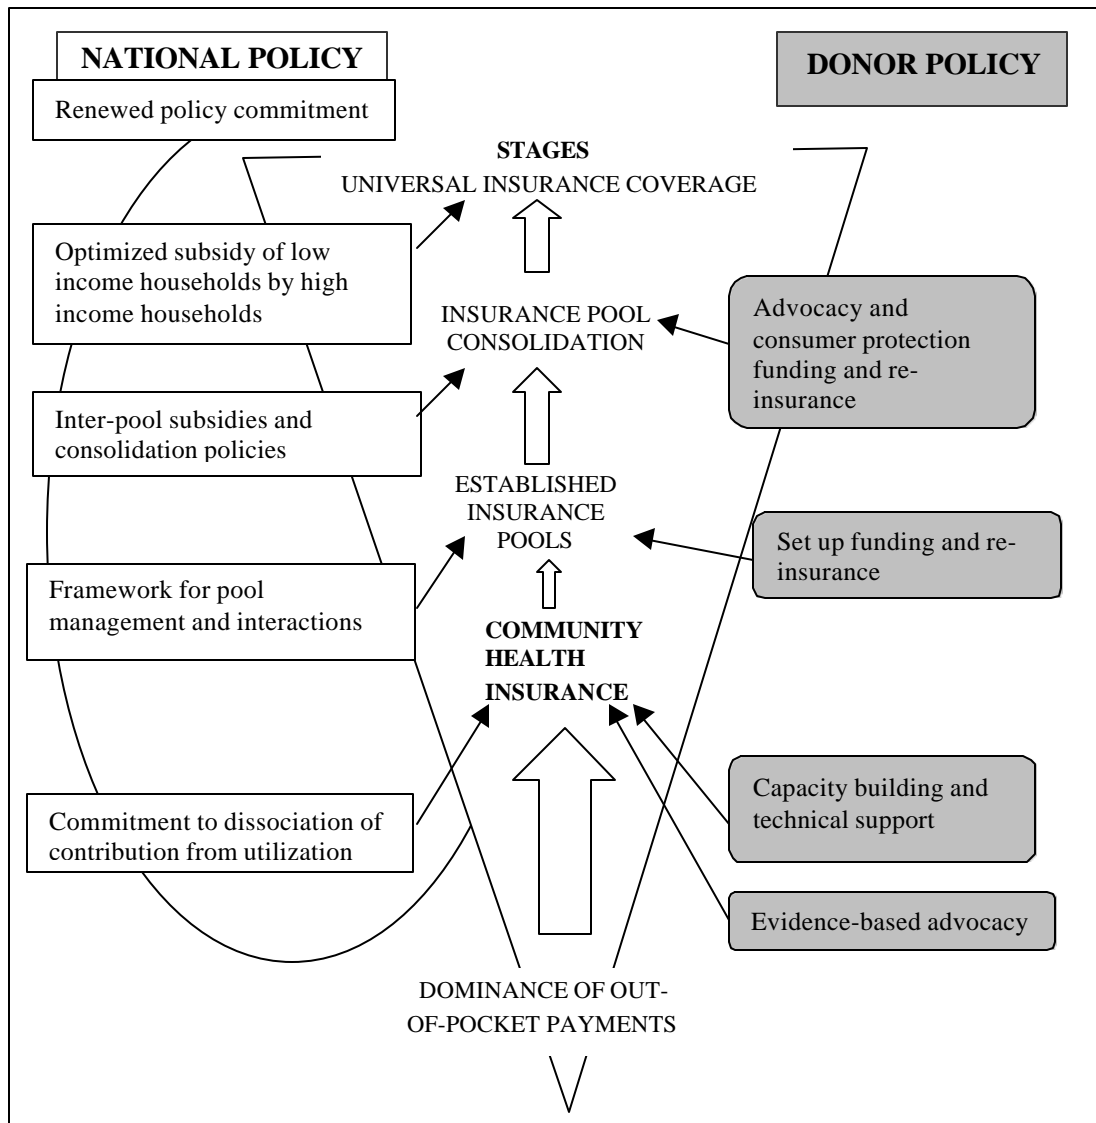 NATIONAL POLICY
Renewed policy commitment
Optimized subsidy of low
income households by high
income households
Inter-pool subsidies and
consolidation policies
Framework for pool
management and interactions
Commitment to dissociation of
contribution from utilization
STAGES
UNIVERSAL INSURANCE COVERAGE
INSURANCE POOL
CONSOLIDATION
ESTABLISHED
INSURANCE
POOLS
COMMUNITY
HEALTH
INSURANCE
DOMINANCE OF OUT-
OF-POCKET PAYMENTS
DONOR POLICY
Advocacy and
consumer protection
funding and re-
insurance
Set up funding and re-
insurance
Capacity building and
technical support
Evidence-based advocacy